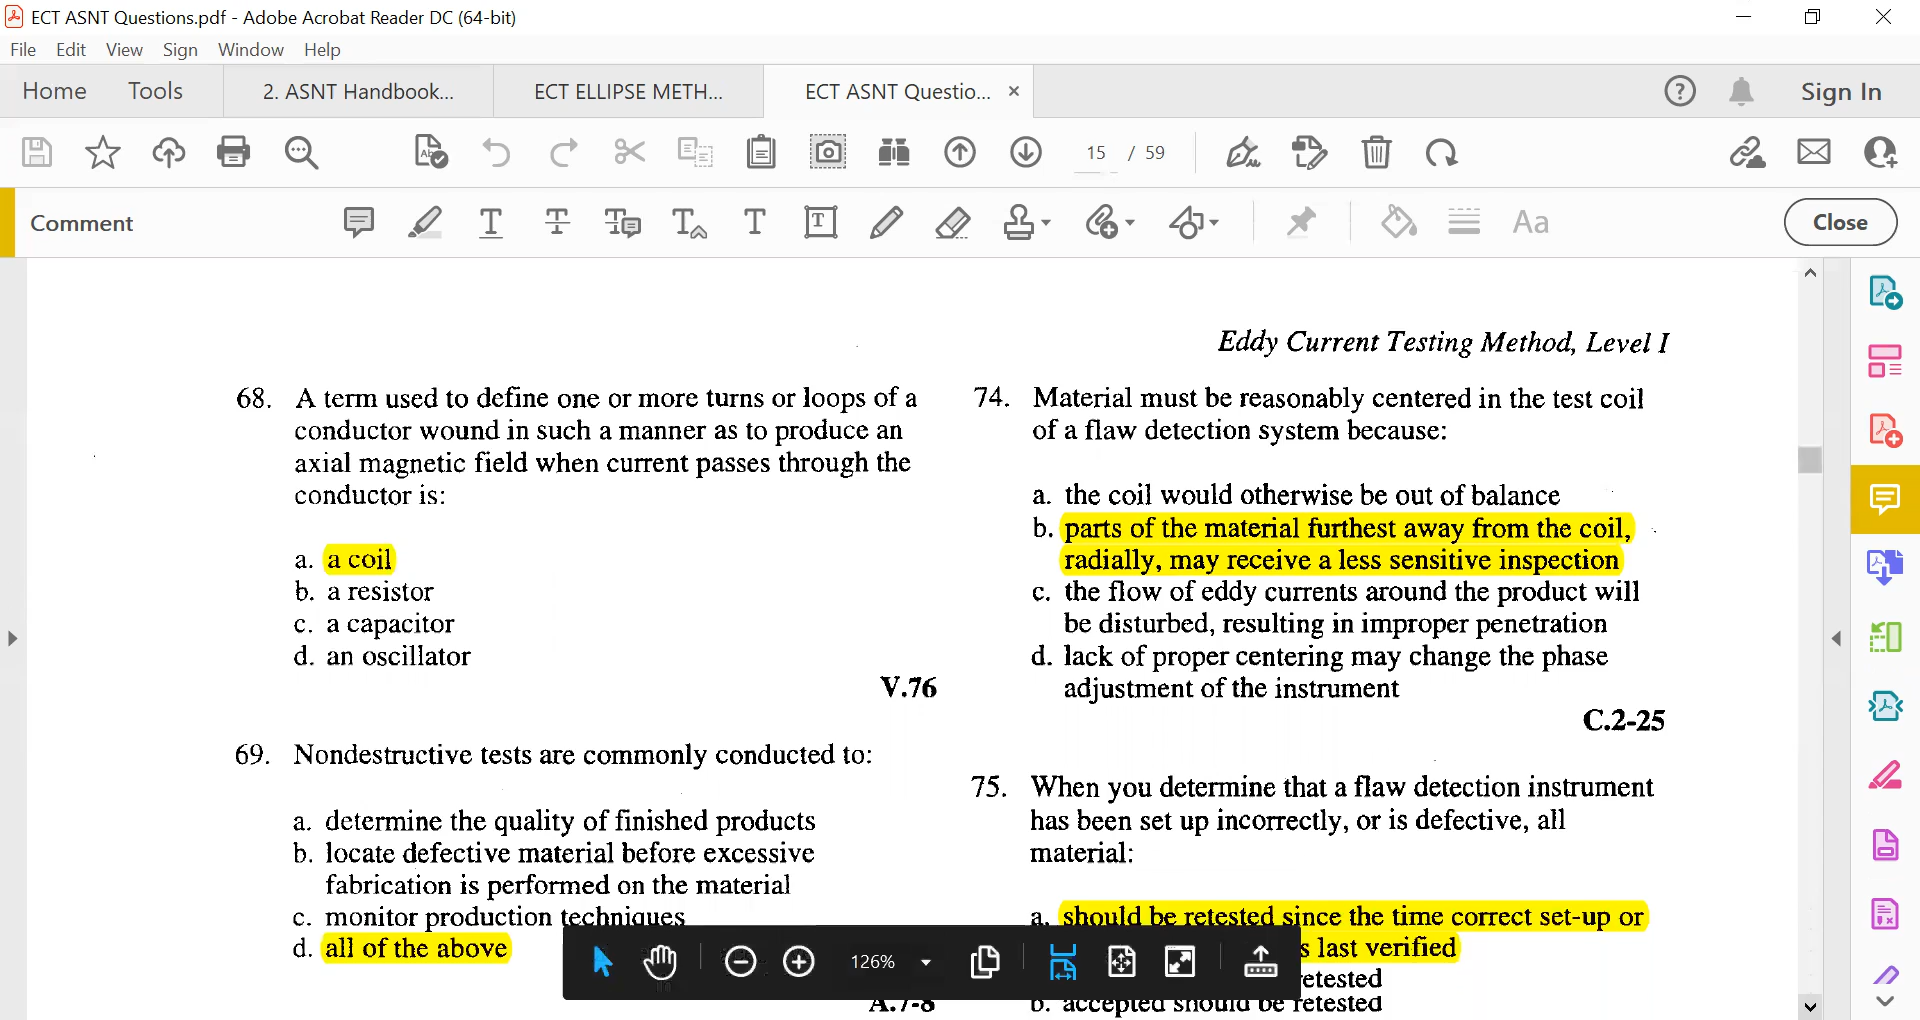 ECT ASNT Questions.pdf - Adobe Acrobat Reader DC (64-bit)
File Edit View Sign Window Help
Home Tools 2. ASNT Handbook... ECT ELLIPSE METH... ECT ASNT Questio... × Sign In
15 / 59
Comment Close
Eddy Current Testing Method, Level I
68. A term used to define one or more turns or loops of a
conductor wound in such a manner as to produce an
axial magnetic field when current passes through the
conductor is:
a. a coil
b. a resistor
c. a capacitor
d. an oscillator
V.76
69. Nondestructive tests are commonly conducted to:
a. determine the quality of finished products
b. locate defective material before excessive
fabrication is performed on the material
c. monitor production techniques
d. all of the above
A.7-8
74. Material must be reasonably centered in the test coil
of a flaw detection system because:
a. the coil would otherwise be out of balance
b. parts of the material furthest away from the coil,
radially, may receive a less sensitive inspection
c. the flow of eddy currents around the product will
be disturbed, resulting in improper penetration
d. lack of proper centering may change the phase
adjustment of the instrument
C.2-25
75. When you determine that a flaw detection instrument
has been set up incorrectly, or is defective, all
material:
a. should be retested since the time correct set-up or
s last verified
retested
b. accepted should be retested
126%